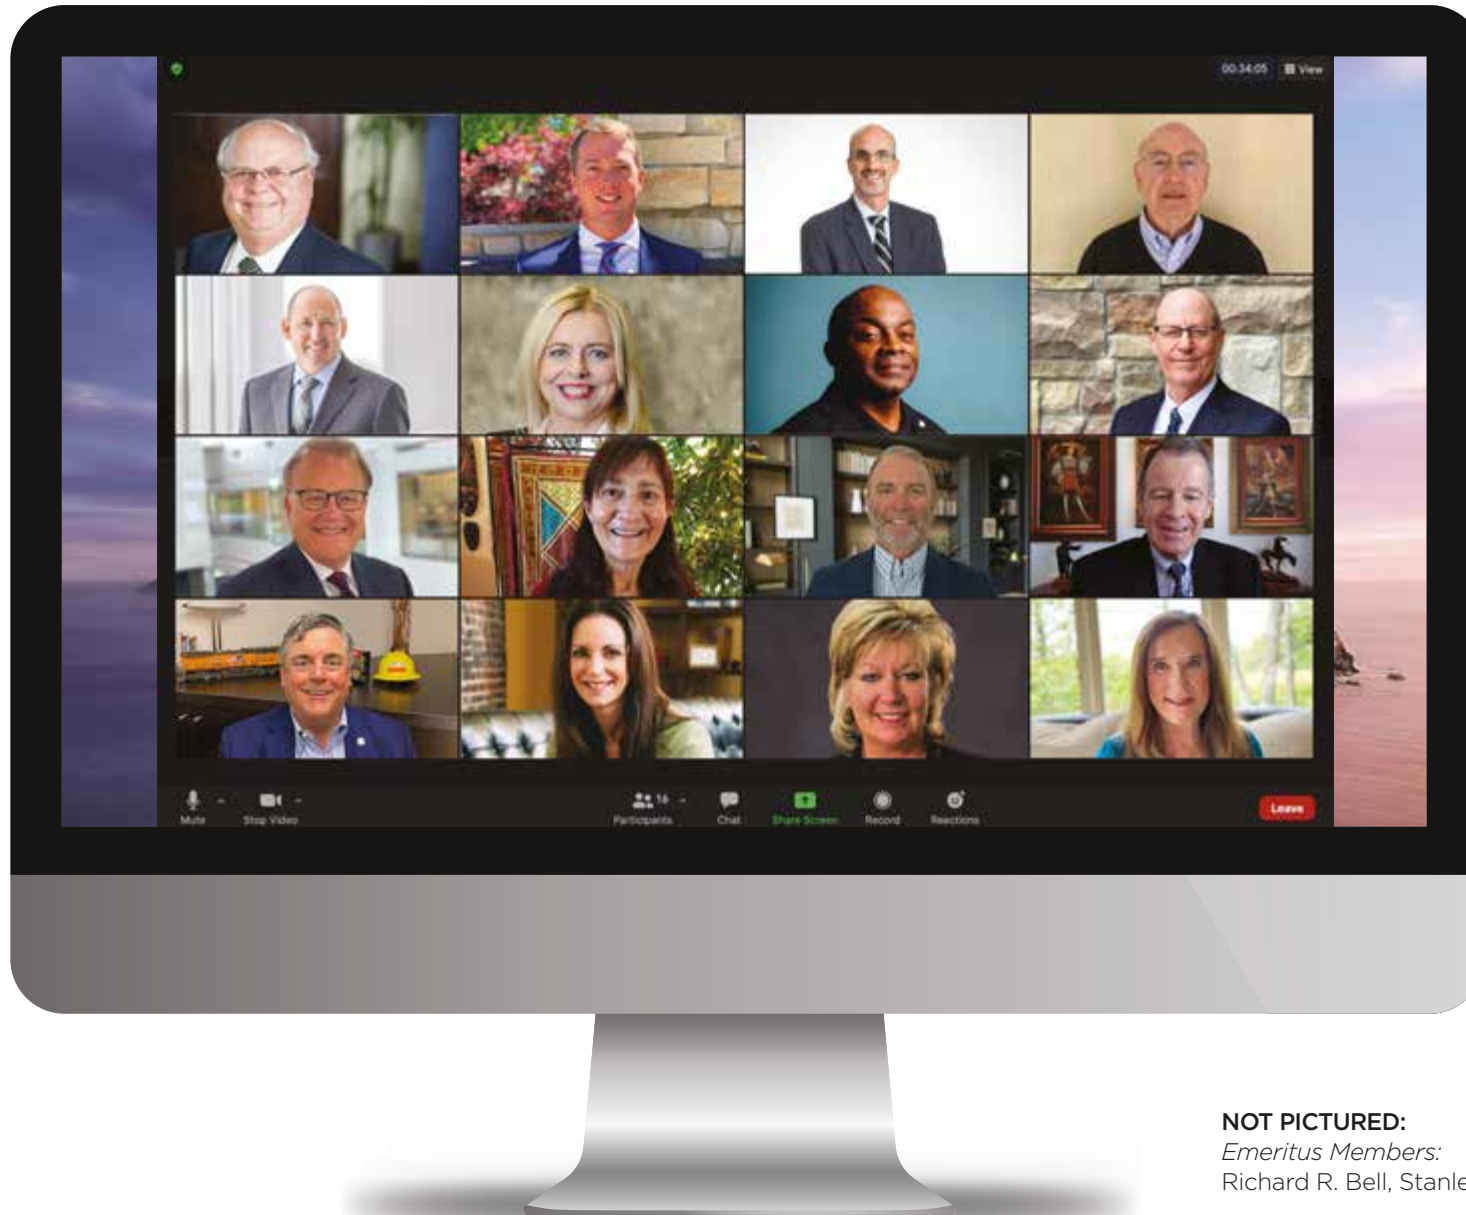 00:34:05 View
Mute Stop Video 16 Participants Chat Share Screen Record Reactions Leave
NOT PICTURED:
Emeritus Members:
Richard R. Bell, Stanle